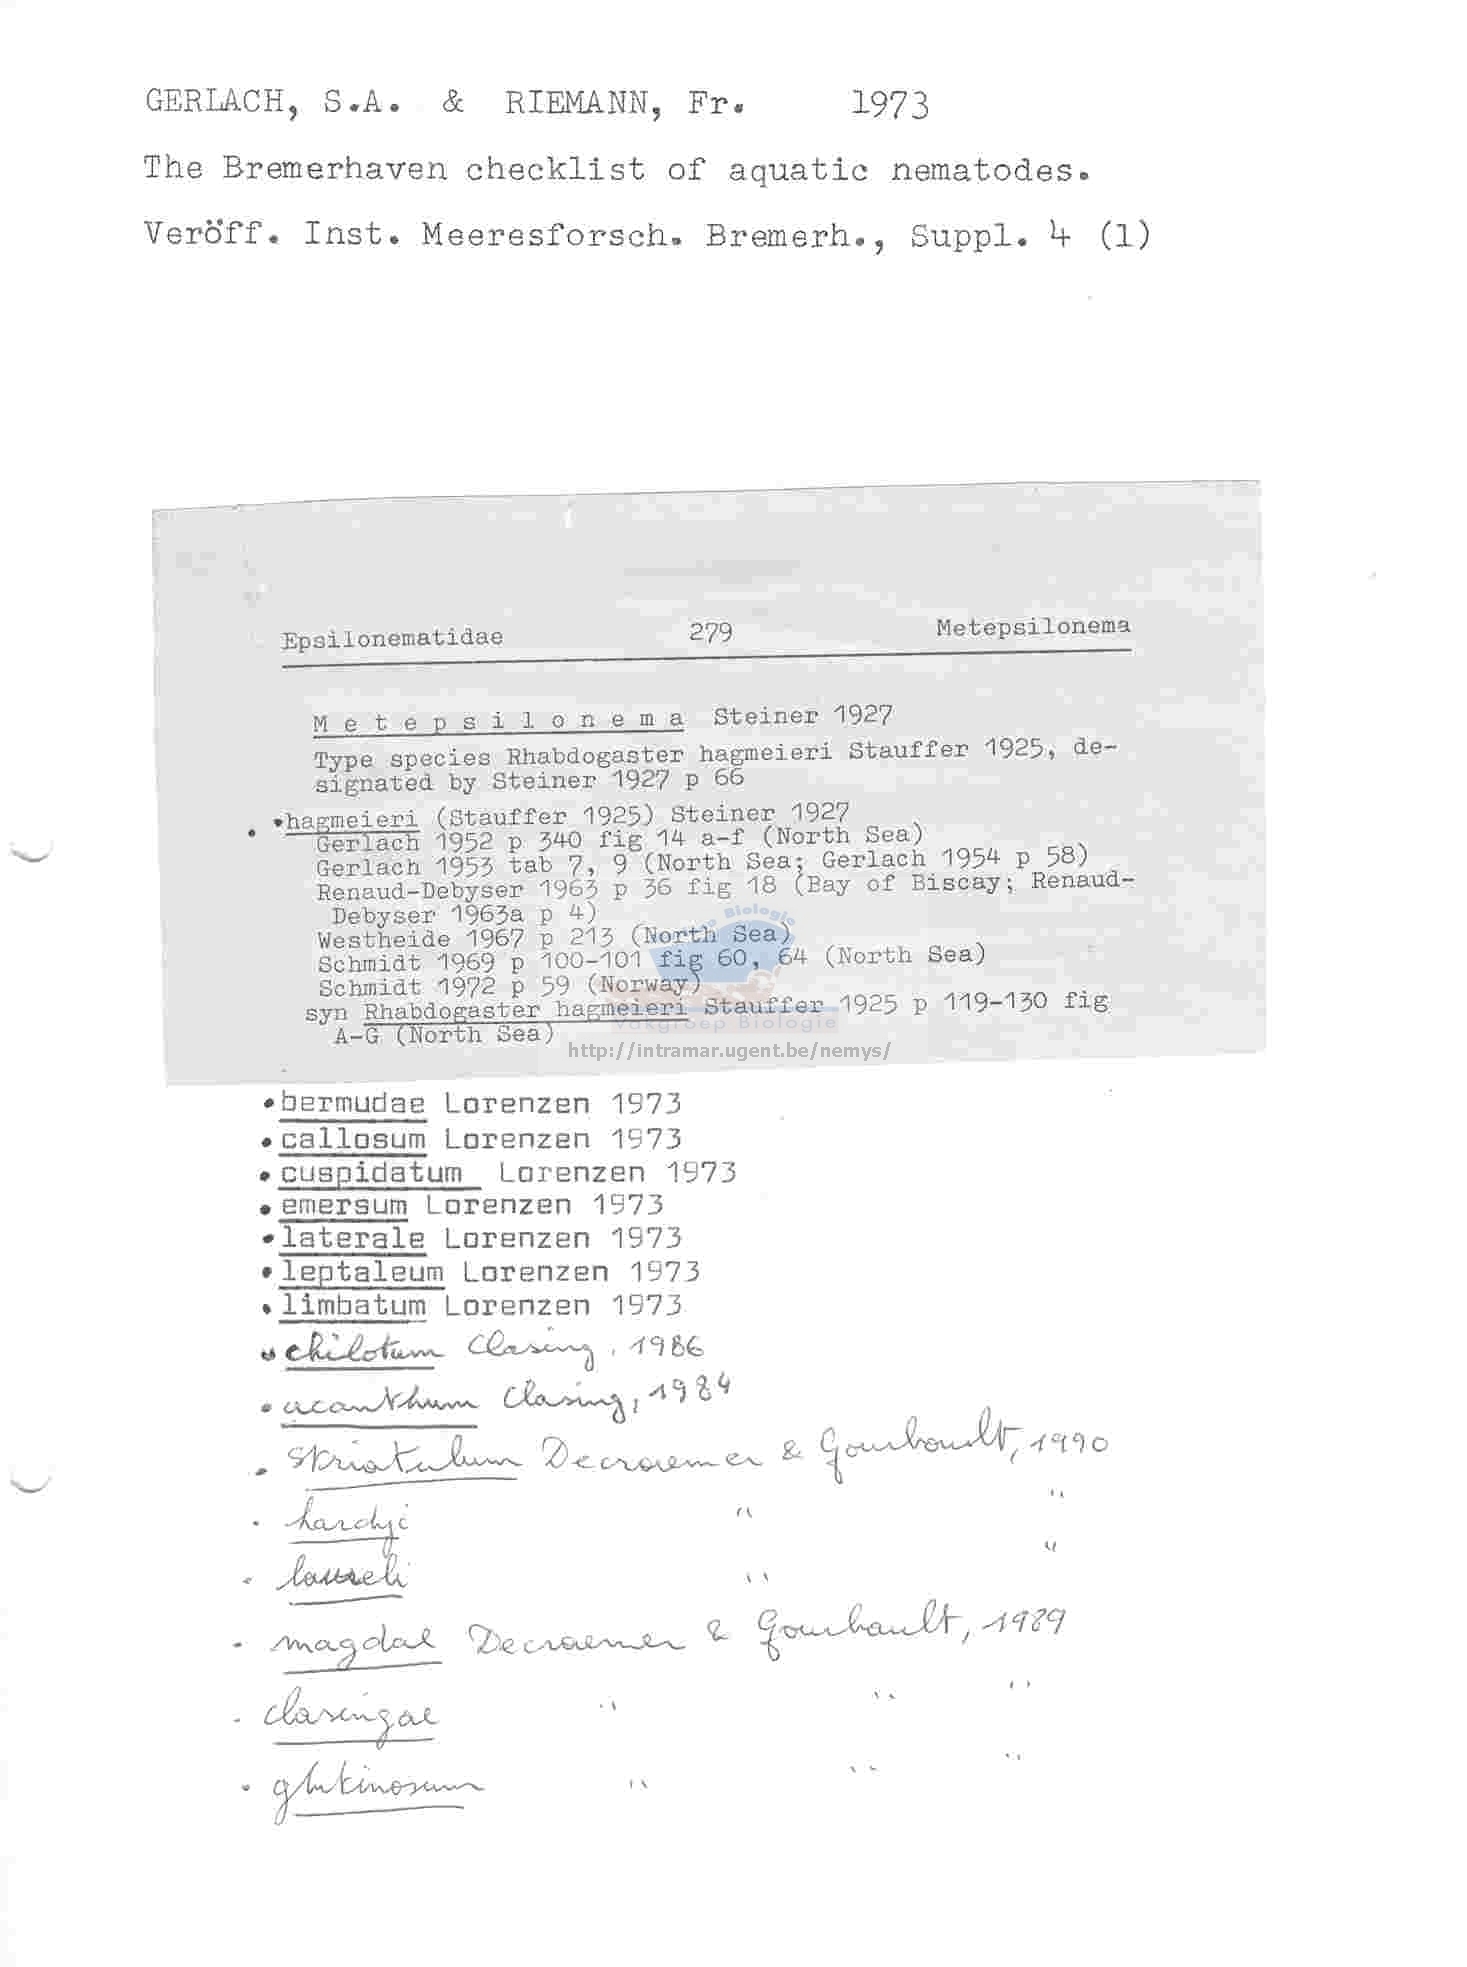 GERLACH, S.A. & RIEMANN, Fr. 1973
The Bremerhaven checklist of aquatic nematodes.
Veröff. Inst. Meeresforsch. Bremerh., Suppl. 4 (1)
Epsilonematidae 279 Metepsilonema
M e t e p s i l o n e m a Steiner 1927
Type species Rhabdogaster hagmeieri Stauffer 1925, de-
signated by Steiner 1927 p 66
•hagmeieri (Stauffer 1925) Steiner 1927
Gerlach 1952 p 340 fig 14 a-f (North Sea)
Gerlach 1953 tab 7, 9 (North Sea; Gerlach 1954 p 58)
Renaud-Debyser 1963 p 36 fig 18 (Bay of Biscay; Renaud-
Debyser 1963a p 4)
Westheide 1967 p 213 (North Sea)
Schmidt 1969 p 100-101 fig 60, 64 (North Sea)
Schmidt 1972 p 59 (Norway)
syn Rhabdogaster hagmeieri Stauffer 1925 p 119-130 fig
A-G (North Sea)
Vakgroep Biologie
http://intramar.ugent.be/nemys/
•bermudae Lorenzen 1973
•callosum Lorenzen 1973
•cuspidatum Lorenzen 1973
•emersum Lorenzen 1973
•laterale Lorenzen 1973
•leptaleum Lorenzen 1973
•limbatum Lorenzen 1973
•chilotum Clasing, 1986
•acanthum Clasing, 1984
•striatulum Decraemer & Gourbault, 1990
•hardyi " "
• " "
•magdae Decraemer & Gourbault, 1989
•clasingae " " "
•glutinosum " " "